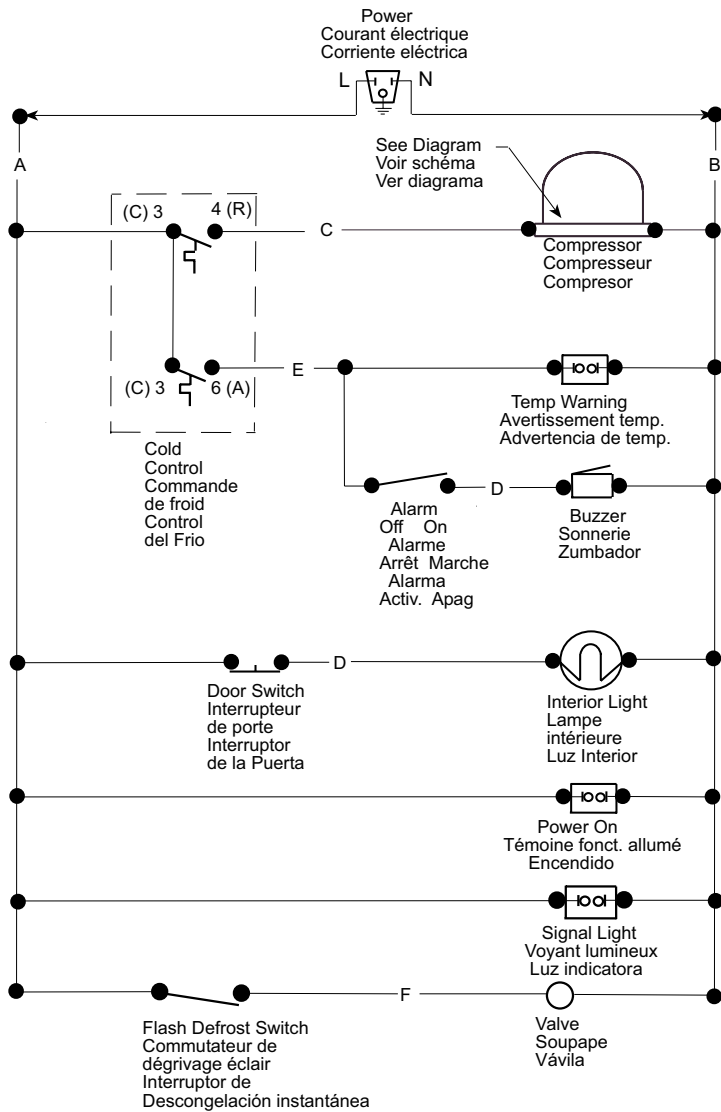 Power
Courant électrique
Corriente eléctrica
L
N
A
B
See Diagram
Voir schéma
Ver diagrama
(C) 3
4 (R)
C
Compressor
Compresseur
Compresor
(C) 3
6 (A)
E
Temp Warning
Avertissement temp.
Advertencia de temp.
Cold
Control
Commande
de froid
Control
del Frio
Alarm
Off On
Alarme
Arrêt Marche
Alarma
Activ. Apag
D
Buzzer
Sonnerie
Zumbador
Door Switch
Interrupteur
de porte
Interruptor
de la Puerta
D
Interior Light
Lampe
intérieure
Luz Interior
Power On
Témoine fonct. allumé
Encendido
Signal Light
Voyant lumineux
Luz indicatora
Flash Defrost Switch
Commutateur de
dégrivage éclair
Interruptor de
Descongelación instantánea
F
Valve
Soupape
Vávila